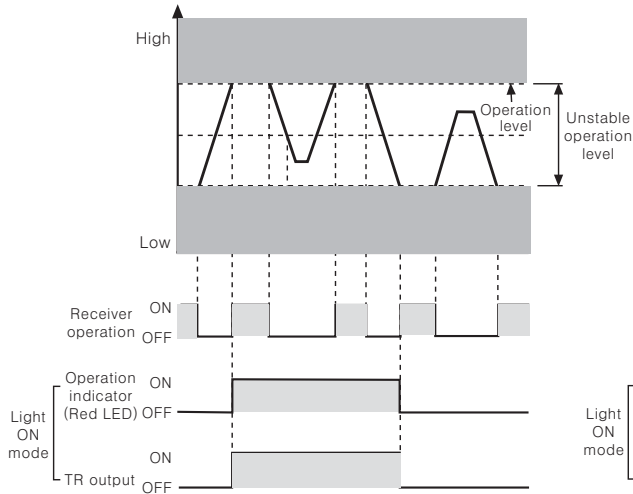 High
Operation
level
Unstable
operation
level
Low
Receiver
operation
ON
OFF
Operation
indicator
(Red LED)
ON
OFF
Light
ON
mode
TR output
ON
OFF
Light
ON
mode